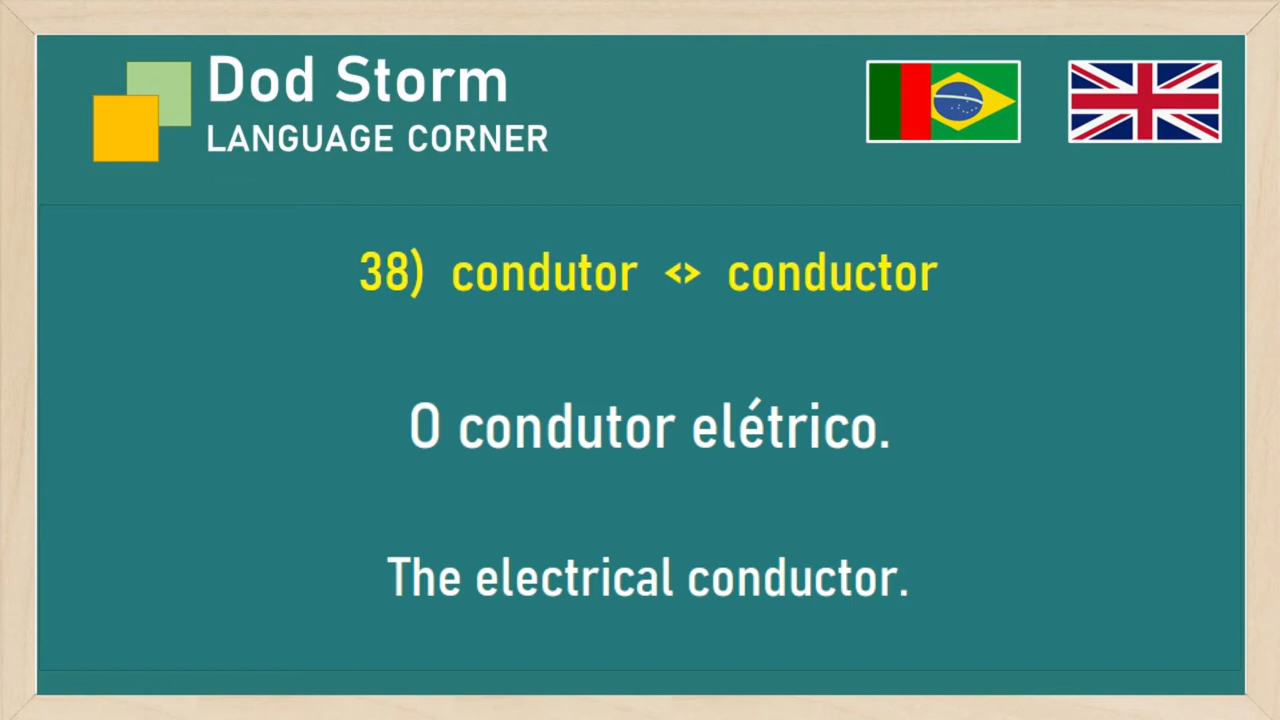 Dod Storm
LANGUAGE CORNER
38) condutor <> conductor
O condutor elétrico.
The electrical conductor.